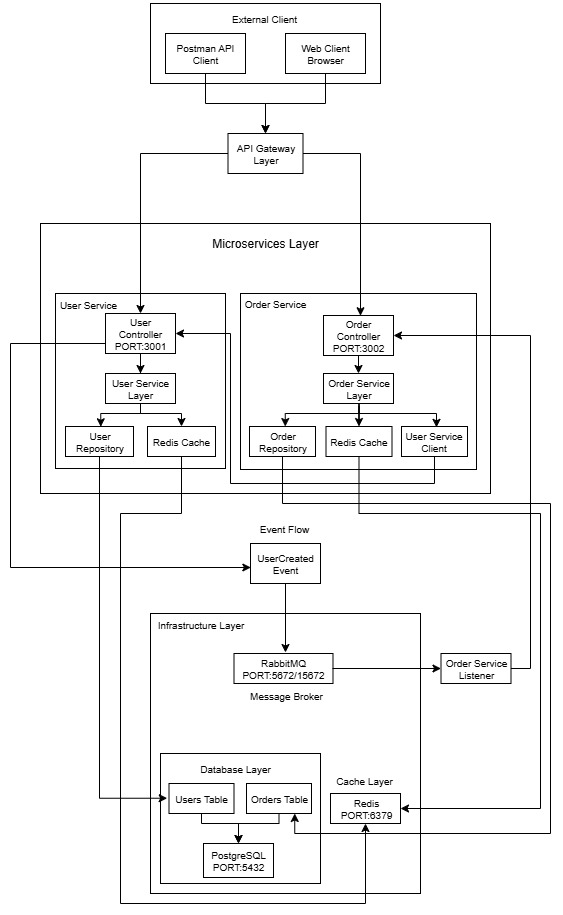 External Client
Postman API
Client
Web Client
Browser
API Gateway
Layer
Microservices Layer
User Service
User
Controller
PORT:3001
User Service
Layer
User
Repository
Redis Cache
Order Service
Order
Controller
PORT:3002
Order Service
Layer
Order
Repository
Redis Cache
User Service
Client
Event Flow
UserCreated
Event
Infrastructure Layer
RabbitMQ
PORT:5672/15672
Message Broker
Order Service
Listener
Database Layer
Users Table
Orders Table
PostgreSQL
PORT:5432
Cache Layer
Redis
PORT:6379